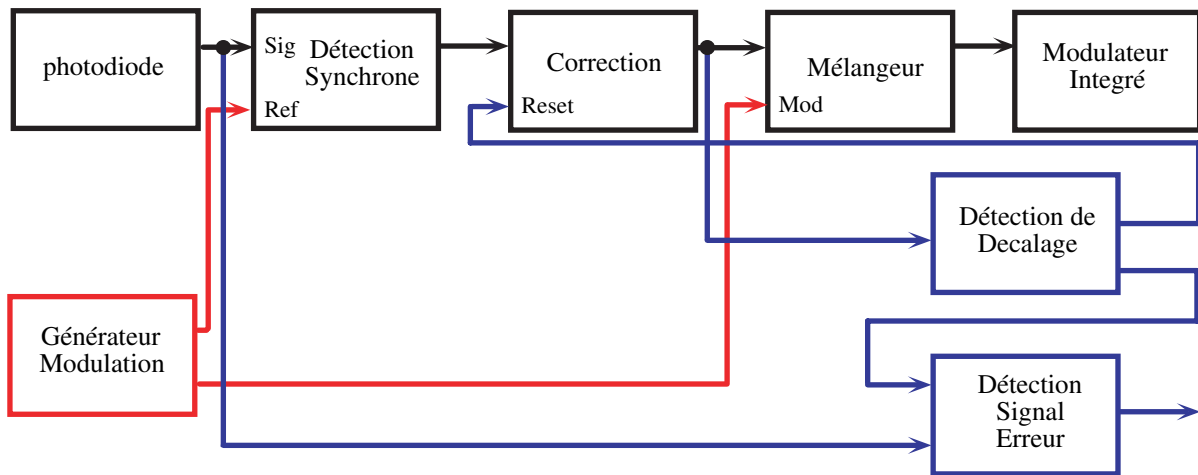 photodiode
Sig
Ref
Détection
Synchrone
Correction
Reset
Mélangeur
Mod
Modulateur
Integré
Détection de
Decalage
Générateur
Modulation
Détection
Signal
Erreur